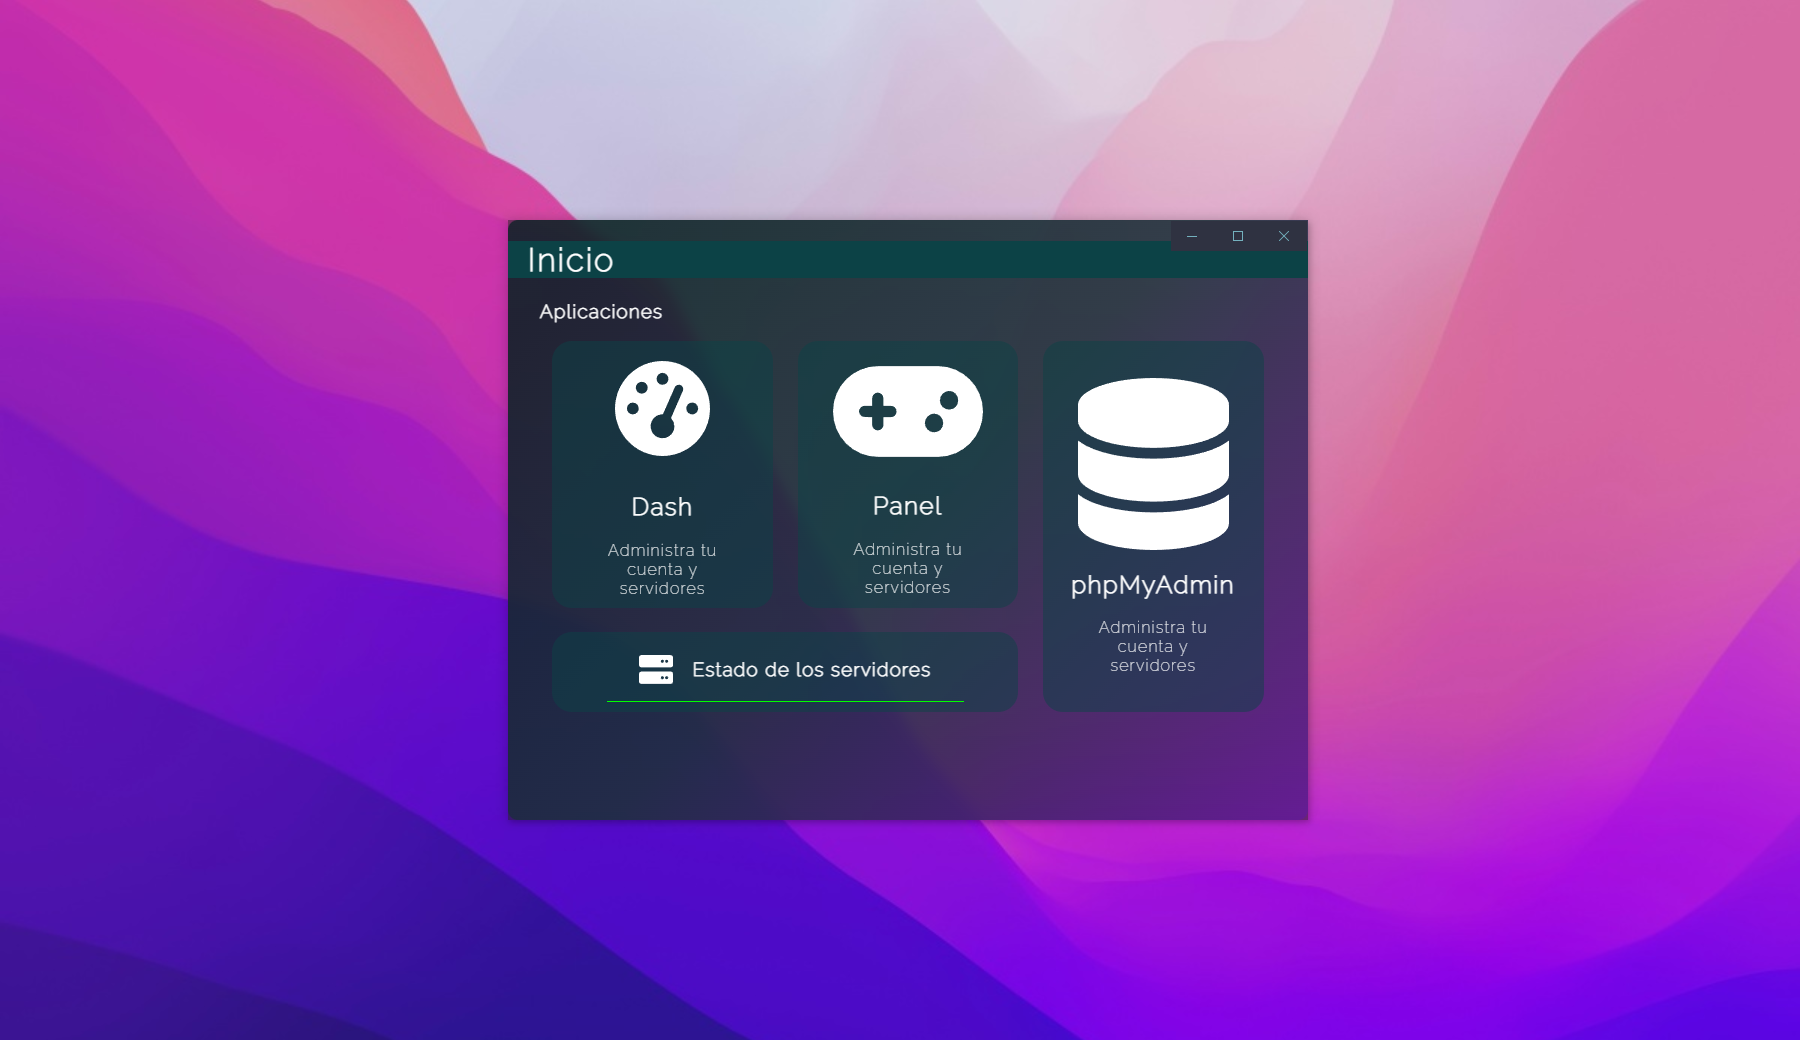 Inicio
Aplicaciones
Dash
Administra tu
cuenta y
servidores
Panel
Administra tu
cuenta y
servidores
phpMyAdmin
Administra tu
cuenta y
servidores
Estado de los servidores